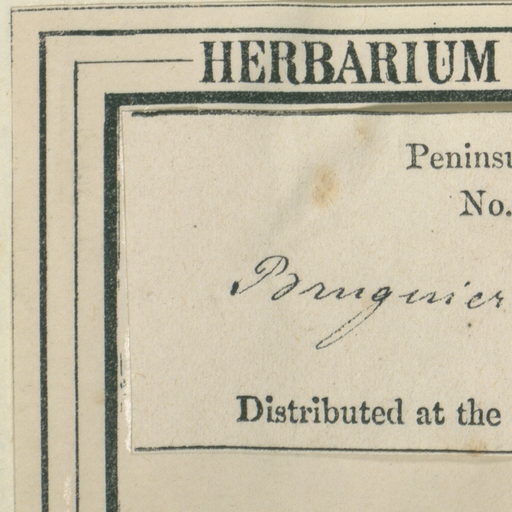 HERBARIUM
Peninsu
No.
Bruguier
Distributed at the